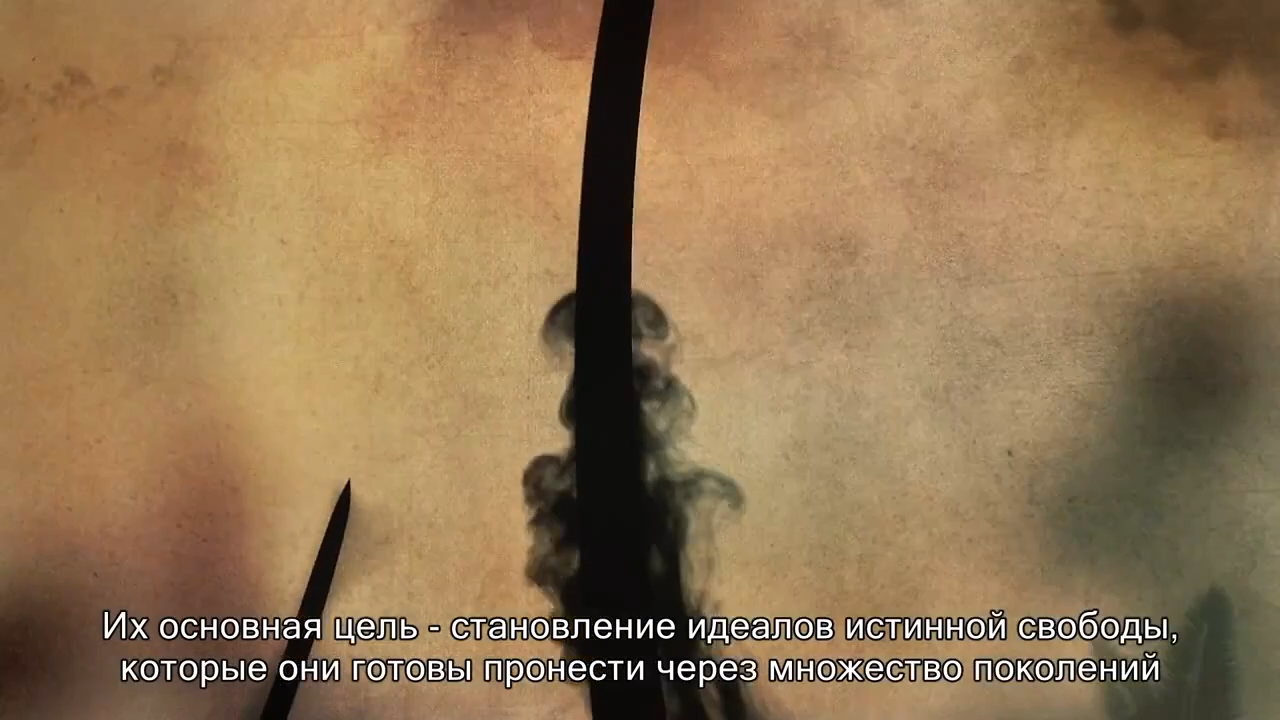 Их основная цель - становление идеалов истинной свободы,
которые они готовы пронести через множество поколений